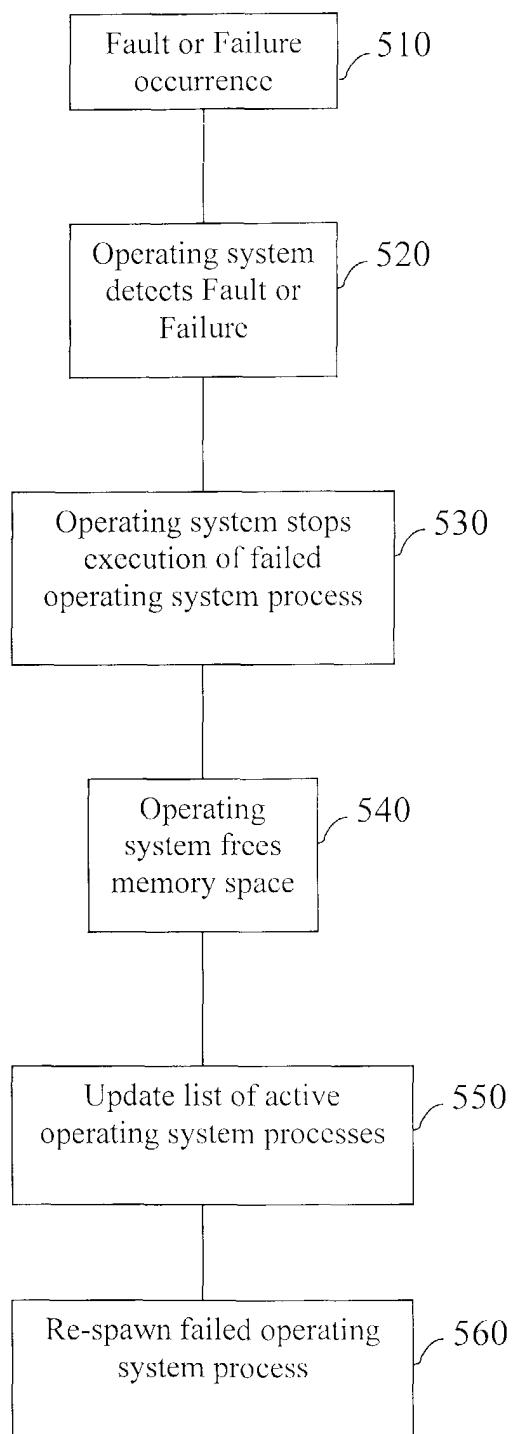 Fault or Failure
occurrence
510
Operating system
detects Fault or
Failure
520
Operating system stops
execution of failed
operating system process
530
Operating
system frees
memory space
540
Update list of active
operating system processes
550
Re-spawn failed operating
system process
560